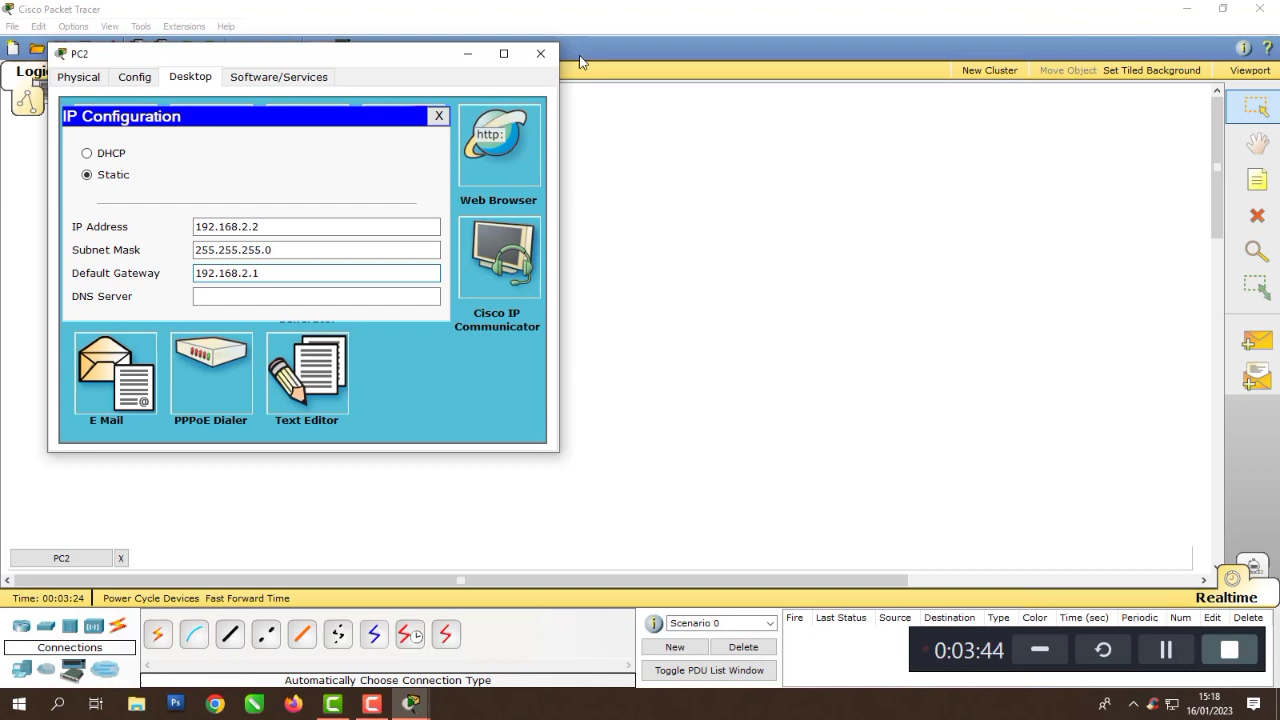 Cisco Packet Tracer
File Edit Options View Tools Extensions Help
PC2
Logic
New Cluster Move Object Set Tiled Background Viewport
Physical Config Desktop Software/Services
IP Configuration X
http:
DHCP
Static
Web Browser
IP Address 192.168.2.2
Subnet Mask 255.255.255.0
Default Gateway 192.168.2.1
DNS Server
Cisco IP
Communicator
E Mail PPPoE Dialer Text Editor
PC2 X
Time: 00:03:24 Power Cycle Devices Fast Forward Time Realtime
Scenario 0
Fire Last Status Source Destination Type Color Time (sec) Periodic Num Edit Delete
Connections
New Delete
00:03:44
Toggle PDU List Window
Automatically Choose Connection Type
Ps
15:18
16/01/2023